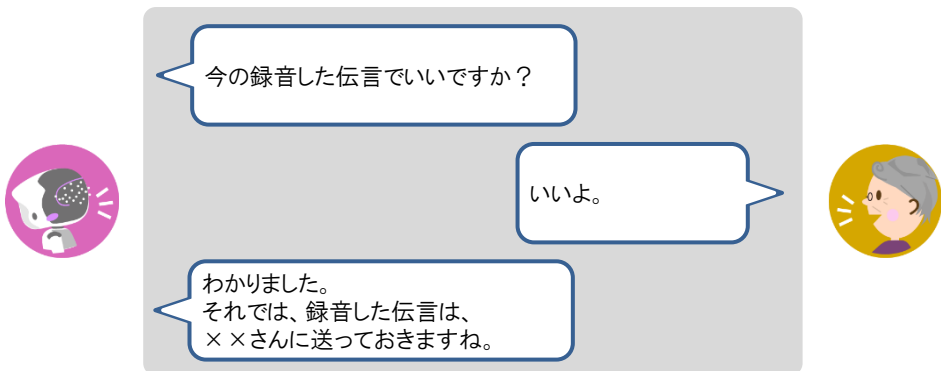 今の録音した伝言でいいですか？
いいよ。
わかりました。
それでは、録音した伝言は、
××さんに送っておきますね。